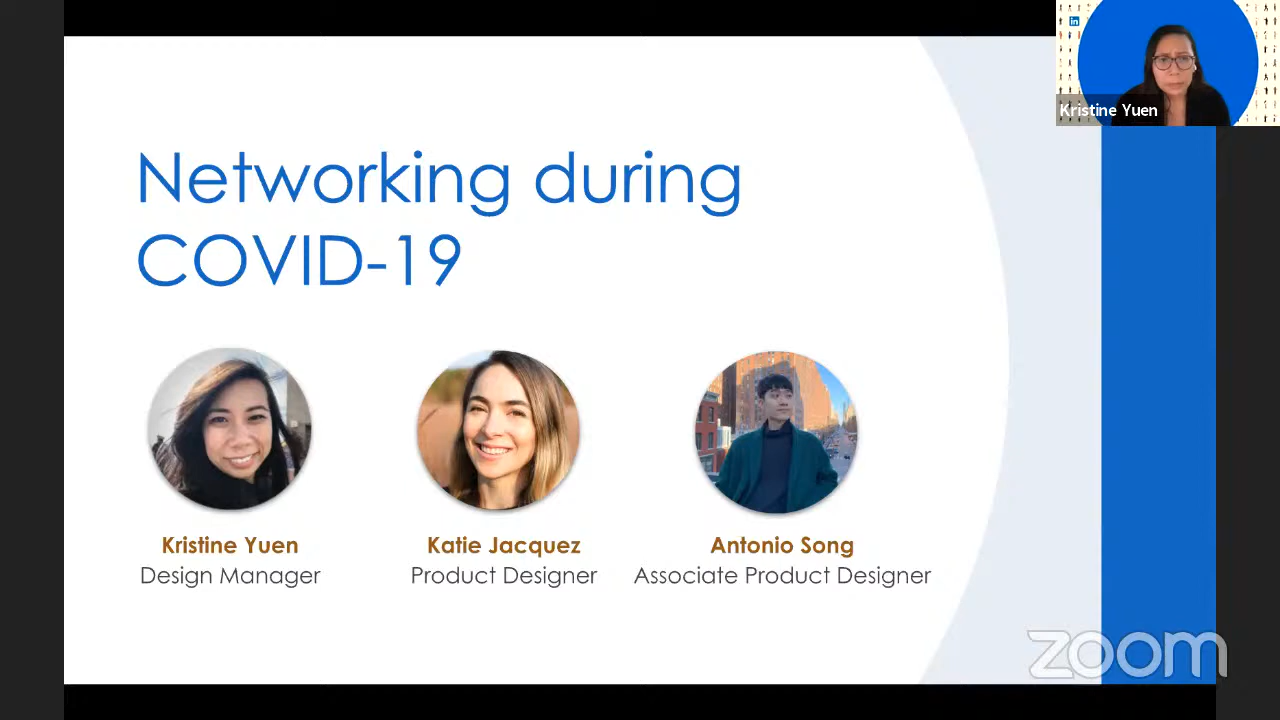 Networking during
COVID-19
Kristine Yuen
Design Manager
Katie Jacquez
Product Designer
Antonio Song
Associate Product Designer
in
Kristine Yuen
zoom